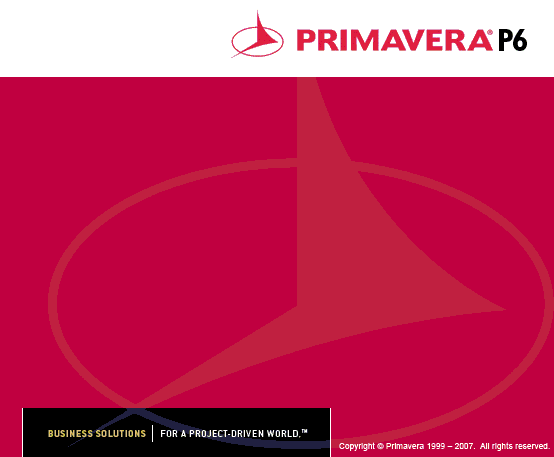 PRIMAVERA® P6
BUSINESS SOLUTIONS | FOR A PROJECT-DRIVEN WORLD.™
Copyright © Primavera 1999 – 2007. All rights reserved.